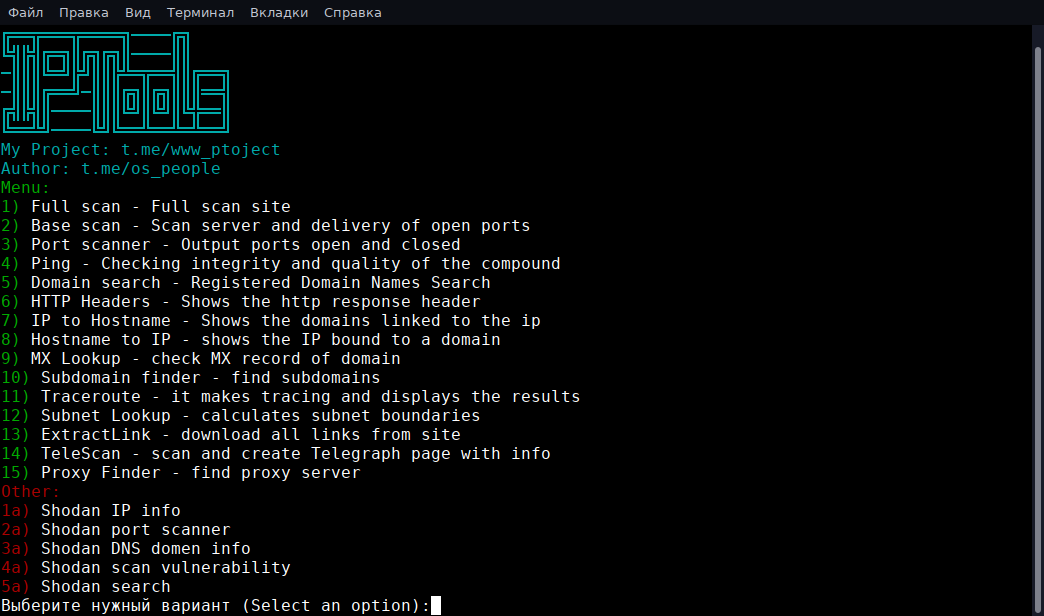 Файл Правка Вид Терминал Вкладки Справка
IPTools
My Project: t.me/www_ptoject
Author: t.me/os_people
Menu:
1) Full scan - Full scan site
2) Base scan - Scan server and delivery of open ports
3) Port scanner - Output ports open and closed
4) Ping - Checking integrity and quality of the compound
5) Domain search - Registered Domain Names Search
6) HTTP Headers - Shows the http response header
7) IP to Hostname - Shows the domains linked to the ip
8) Hostname to IP - shows the IP bound to a domain
9) MX Lookup - check MX record of domain
10) Subdomain finder - find subdomains
11) Traceroute - it makes tracing and displays the results
12) Subnet Lookup - calculates subnet boundaries
13) ExtractLink - download all links from site
14) TeleScan - scan and create Telegraph page with info
15) Proxy Finder - find proxy server
Other:
1a) Shodan IP info
2a) Shodan port scanner
3a) Shodan DNS domen info
4a) Shodan scan vulnerability
5a) Shodan search
Выберите нужный вариант (Select an option):